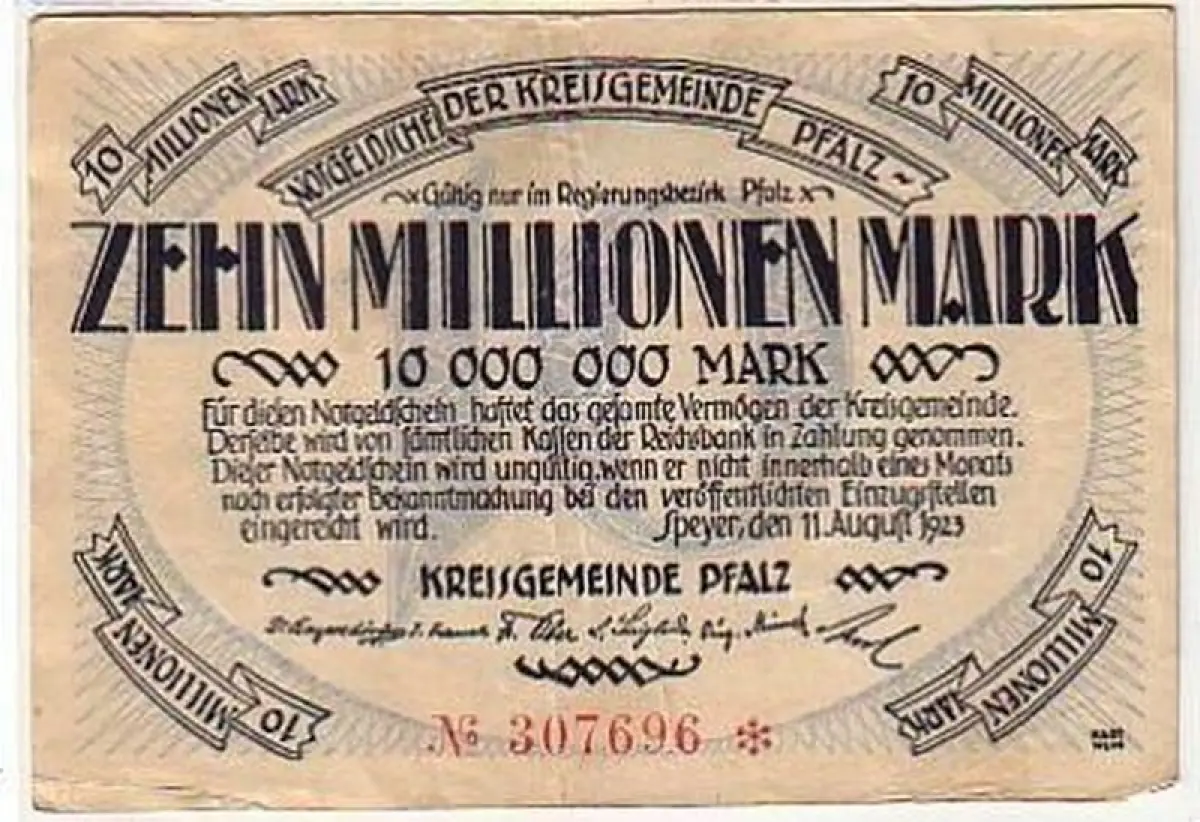 10 MILLIONEN MARK
NOTGELDSCHEIN DER KREISGEMEINDE PFALZ
10 MILLIONEN MARK
Gültig nur im Regierungsbezirk Pfalz
ZEHN MILLIONEN MARK
10 000 000 MARK
Für diesen Notgeldschein haftet das gesamte Vermögen der Kreisgemeinde.
Derselbe wird von sämtlichen Kassen der Reichsbank in Zahlung genommen.
Dieser Notgeldschein wird ungültig, wenn er nicht innerhalb eines Monats
nach erfolgter Bekanntmachung bei den veröffentlichten Einzugsstellen
eingereicht wird. Speyer, den 11. August 1923
KREISGEMEINDE PFALZ
10 MILLIONEN MARK
10 MILLIONEN MARK
№ 307696 *